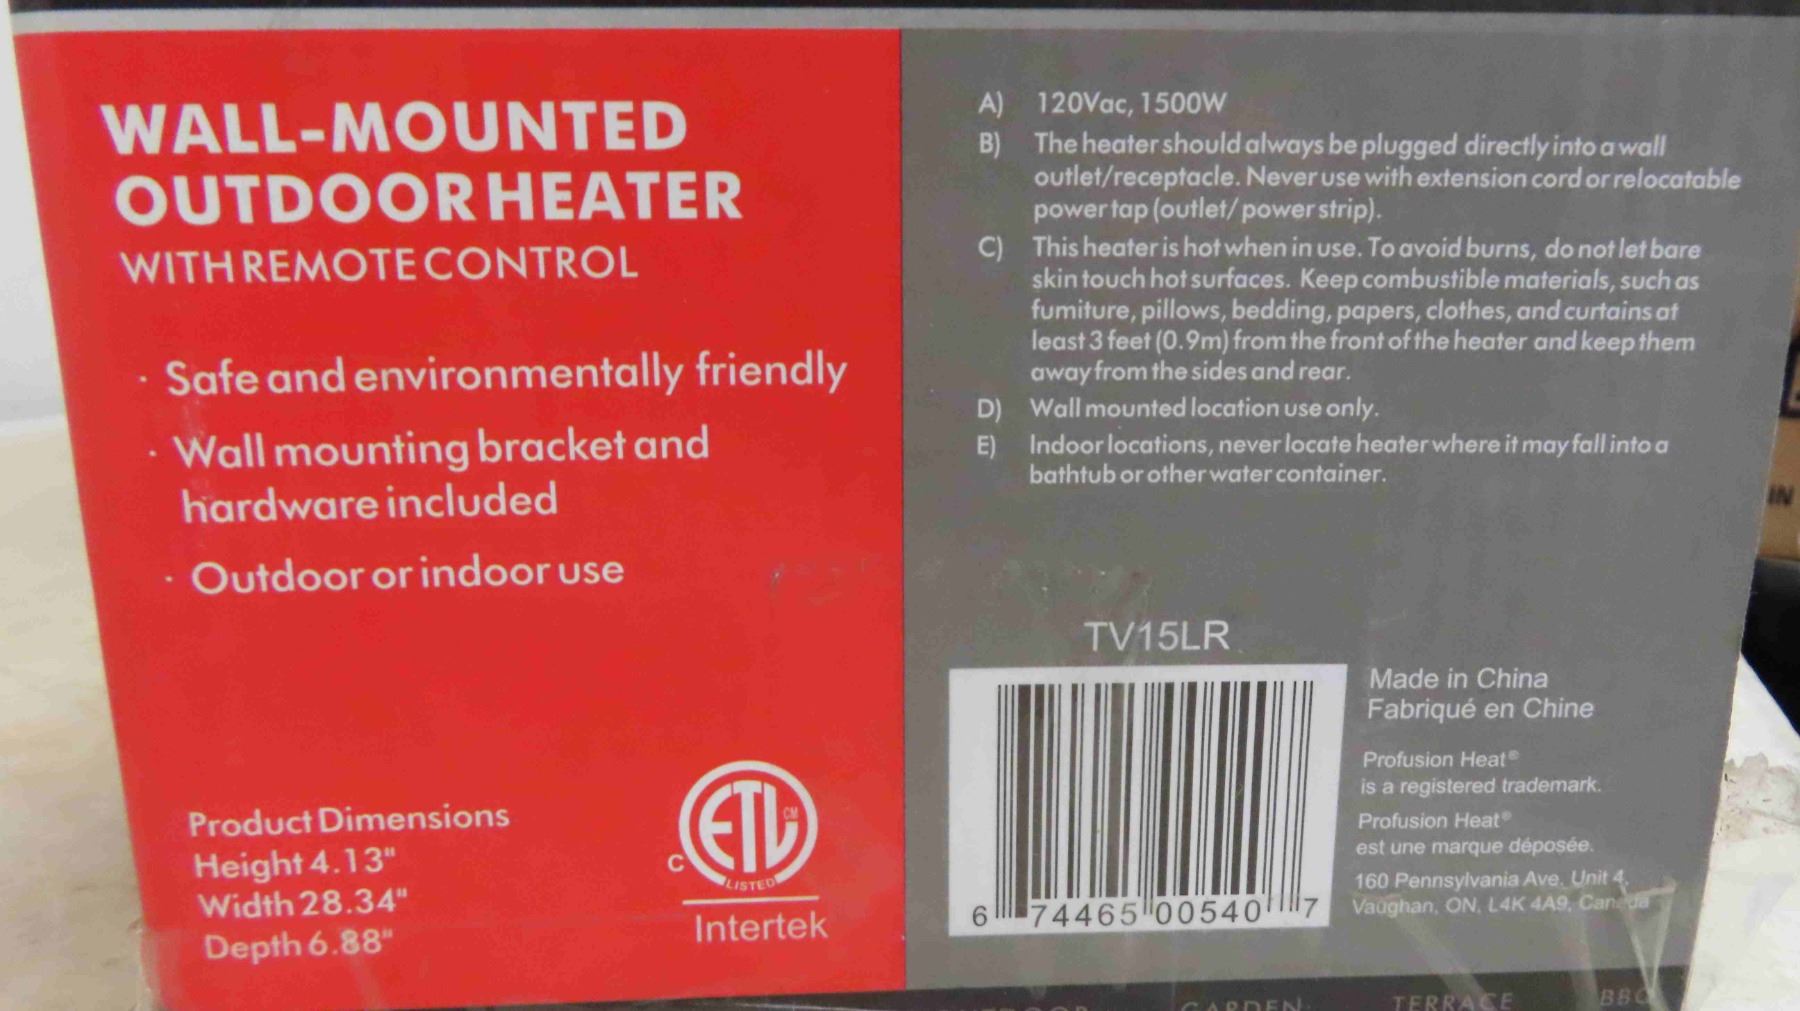 WALL-MOUNTED
OUTDOOR HEATER
WITH REMOTE CONTROL
· Safe and environmentally friendly
· Wall mounting bracket and
hardware included
· Outdoor or indoor use
Product Dimensions
Height 4.13"
Width 28.34"
Depth 6.88"
C ETL CM
LISTED
Intertek
A) 120Vac, 1500W
B) The heater should always be plugged directly into a wall
outlet/receptacle. Never use with extension cord or relocatable
power tap (outlet/ power strip).
C) This heater is hot when in use. To avoid burns, do not let bare
skin touch hot surfaces. Keep combustible materials, such as
fumiture, pillows, bedding, papers, clothes, and curtains at
least 3 feet (0.9m) from the front of the heater and keep them
away from the sides and rear.
D) Wall mounted location use only.
E) Indoor locations, never locate heater where it may fall into a
bathtub or other water container.
TV15LR
6 74465 00540 7
Made in China
Fabriqué en Chine
Profusion Heat®
is a registered trademark.
Profusion Heat®
est une marque déposée.
160 Pennsylvania Ave. Unit 4,
Vaughan, ON, L4K 4A9, Canada
GARDEN TERRACE BBQ
IN